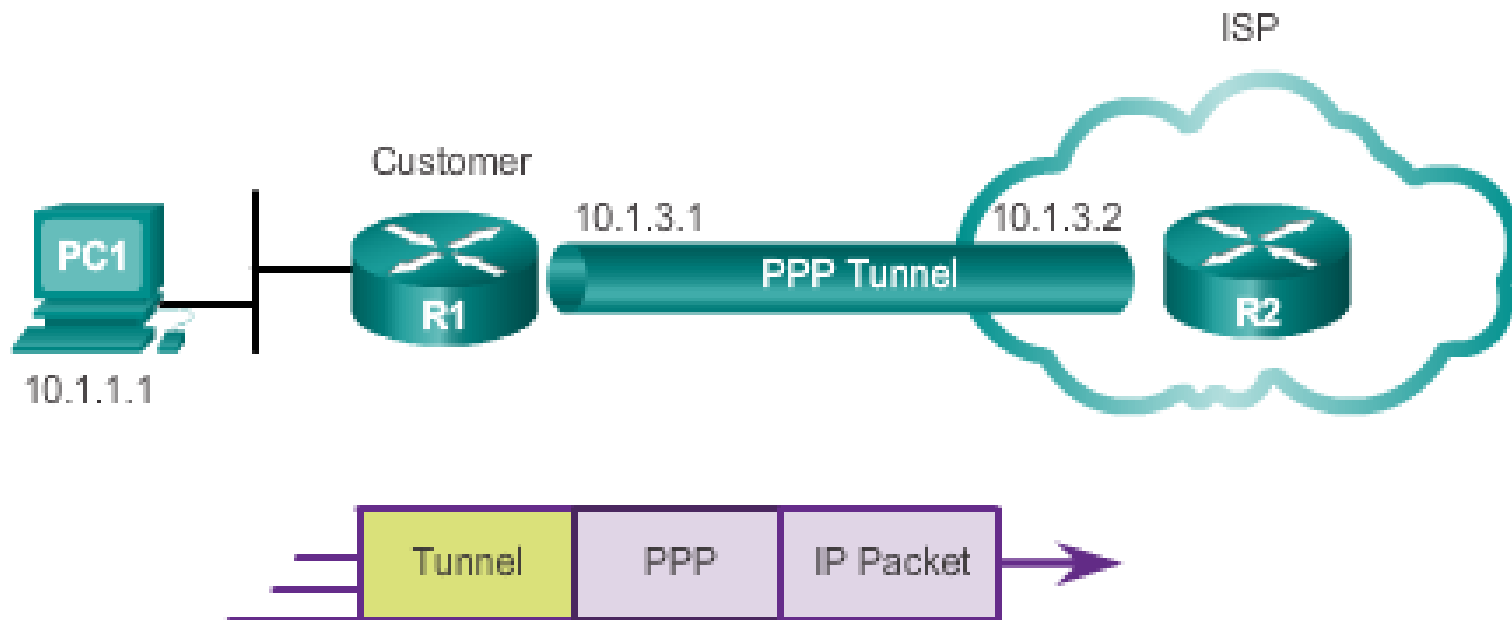 ISP
Customer
10.1.3.1
10.1.3.2
PC1
PPP Tunnel
R1
R2
10.1.1.1
Tunnel
PPP
IP Packet